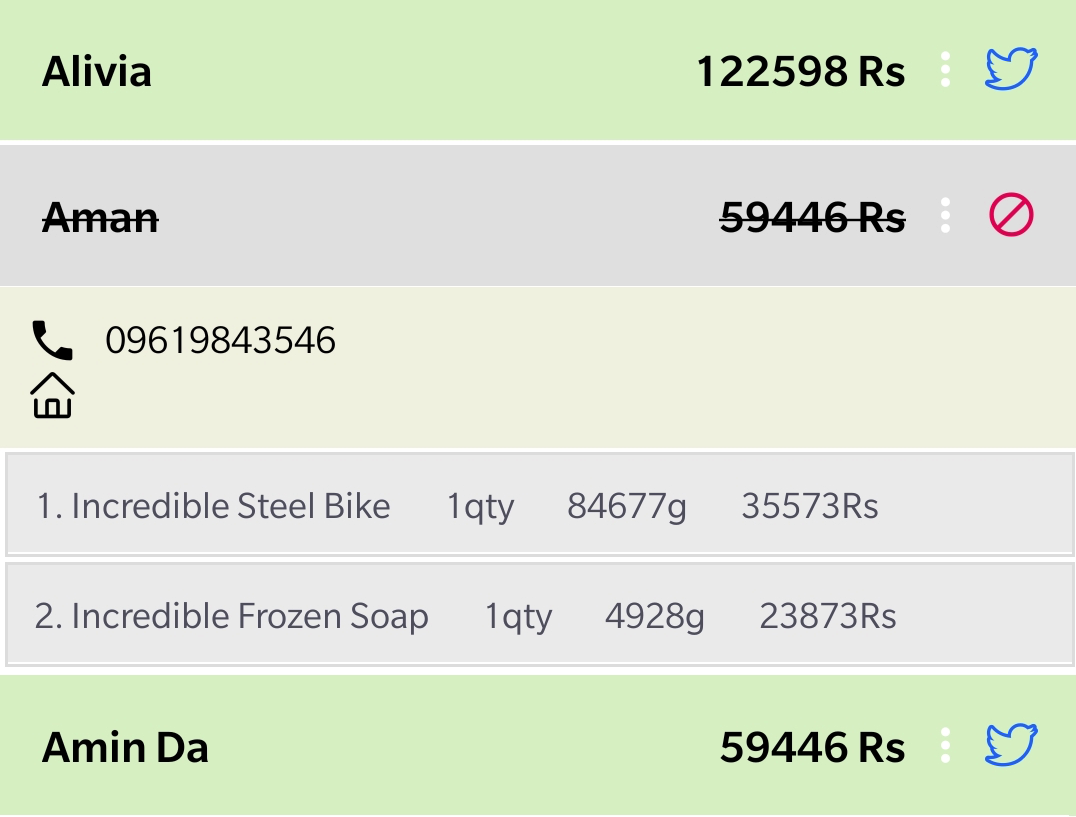 Alivia 122598 Rs
Aman 59446 Rs
09619843546
1. Incredible Steel Bike 1qty 84677g 35573Rs
2. Incredible Frozen Soap 1qty 4928g 23873Rs
Amin Da 59446 Rs